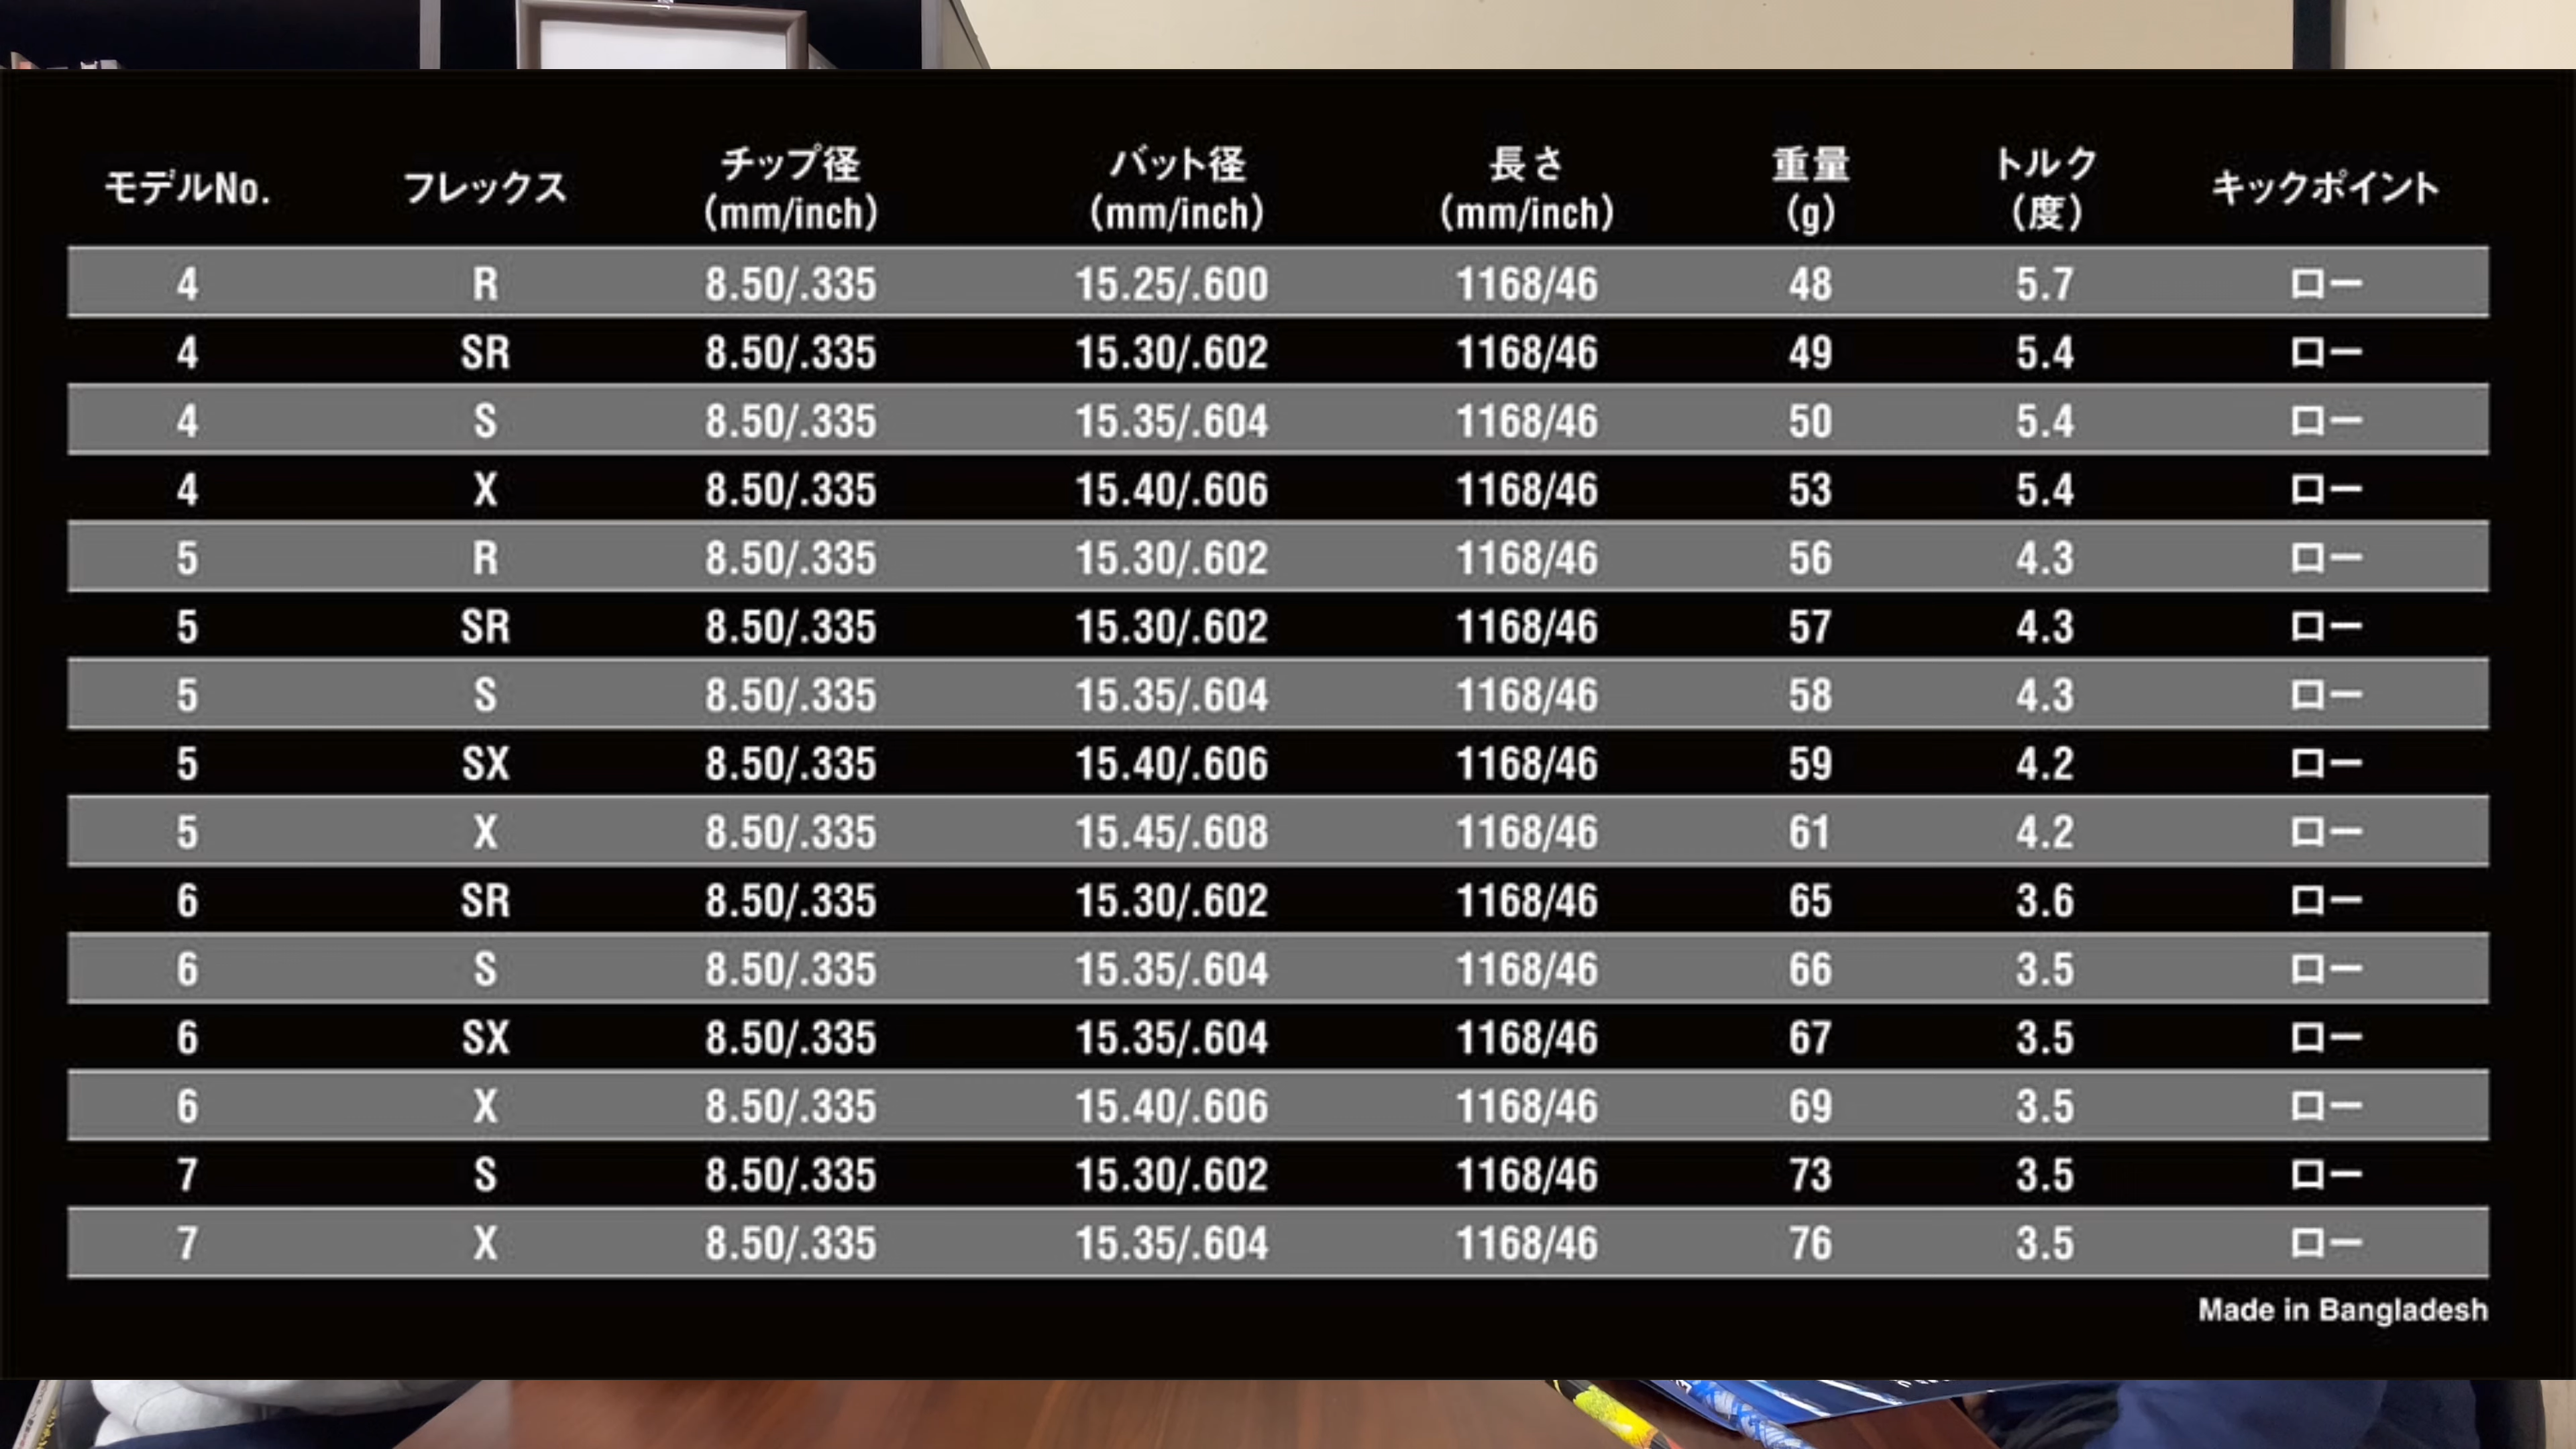 モデルNo. フレックス チップ径 (mm/inch) バット径 (mm/inch) 長さ (mm/inch) 重量 (g) トルク (度) キックポイント
4 R 8.50/.335 15.25/.600 1168/46 48 5.7 ロー
4 SR 8.50/.335 15.30/.602 1168/46 49 5.4 ロー
4 S 8.50/.335 15.35/.604 1168/46 50 5.4 ロー
4 X 8.50/.335 15.40/.606 1168/46 53 5.4 ロー
5 R 8.50/.335 15.30/.602 1168/46 56 4.3 ロー
5 SR 8.50/.335 15.30/.602 1168/46 57 4.3 ロー
5 S 8.50/.335 15.35/.604 1168/46 58 4.3 ロー
5 SX 8.50/.335 15.40/.606 1168/46 59 4.2 ロー
5 X 8.50/.335 15.45/.608 1168/46 61 4.2 ロー
6 SR 8.50/.335 15.30/.602 1168/46 65 3.6 ロー
6 S 8.50/.335 15.35/.604 1168/46 66 3.5 ロー
6 SX 8.50/.335 15.35/.604 1168/46 67 3.5 ロー
6 X 8.50/.335 15.40/.606 1168/46 69 3.5 ロー
7 S 8.50/.335 15.30/.602 1168/46 73 3.5 ロー
7 X 8.50/.335 15.35/.604 1168/46 76 3.5 ロー
Made in Bangladesh